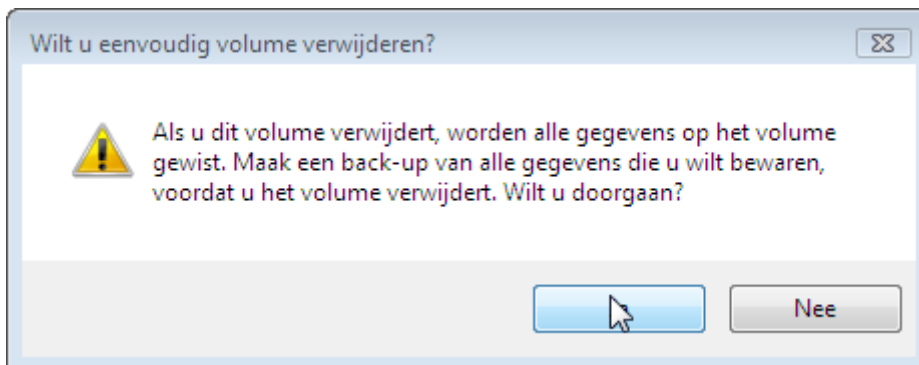 Wilt u eenvoudig volume verwijderen?
Als u dit volume verwijdert, worden alle gegevens op het volume
gewist. Maak een back-up van alle gegevens die u wilt bewaren,
voordat u het volume verwijdert. Wilt u doorgaan?
Nee